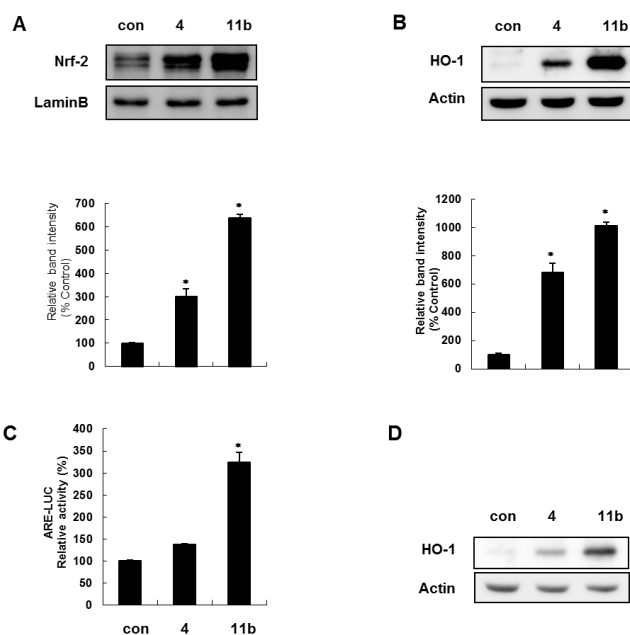 A
con 4 11b
Nrf-2
LaminB
Relative band intensity
(% Control)
700
600
500
400
300
200
100
0
*
*
B
con 4 11b
HO-1
Actin
Relative band intensity
(% Control)
1200
1000
800
600
400
200
0
*
*
C
ARE-LUC
Relative activity (%)
400
350
300
250
200
150
100
50
0
*
con 4 11b
D
con 4 11b
HO-1
Actin